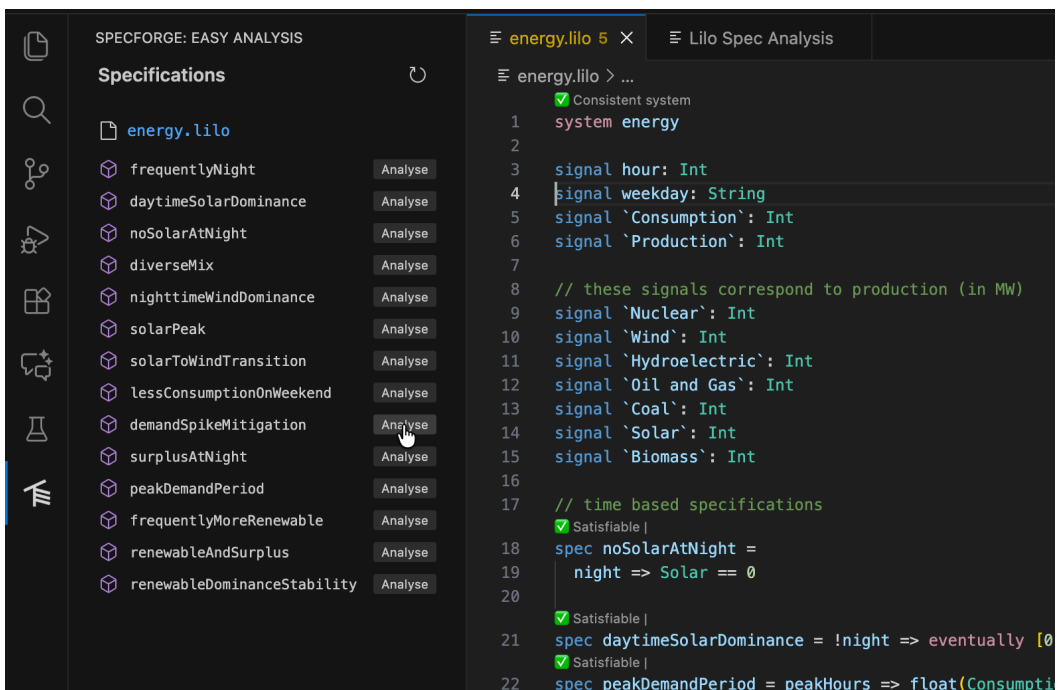 SPECFORGE: EASY ANALYSIS
Specifications
energy.lilo
frequentlyNight Analyse
daytimeSolarDominance Analyse
noSolarAtNight Analyse
diverseMix Analyse
nighttimeWindDominance Analyse
solarPeak Analyse
solarToWindTransition Analyse
lessConsumptionOnWeekend Analyse
demandSpikeMitigation Analyse
surplusAtNight Analyse
peakDemandPeriod Analyse
frequentlyMoreRenewable Analyse
renewableAndSurplus Analyse
renewableDominanceStability Analyse
energy.lilo 5 Lilo Spec Analysis
energy.lilo > ...
✅ Consistent system
1 system energy
2
3 signal hour: Int
4 signal weekday: String
5 signal `Consumption`: Int
6 signal `Production`: Int
7
8 // these signals correspond to production (in MW)
9 signal `Nuclear`: Int
10 signal `Wind`: Int
11 signal `Hydroelectric`: Int
12 signal `Oil and Gas`: Int
13 signal `Coal`: Int
14 signal `Solar`: Int
15 signal `Biomass`: Int
16
17 // time based specifications
✅ Satisfiable |
18 spec noSolarAtNight =
19 night => Solar == 0
20
✅ Satisfiable |
21 spec daytimeSolarDominance = !night => eventually [0
✅ Satisfiable |
22 spec peakDemandPeriod = peakHours => float(Consumpti